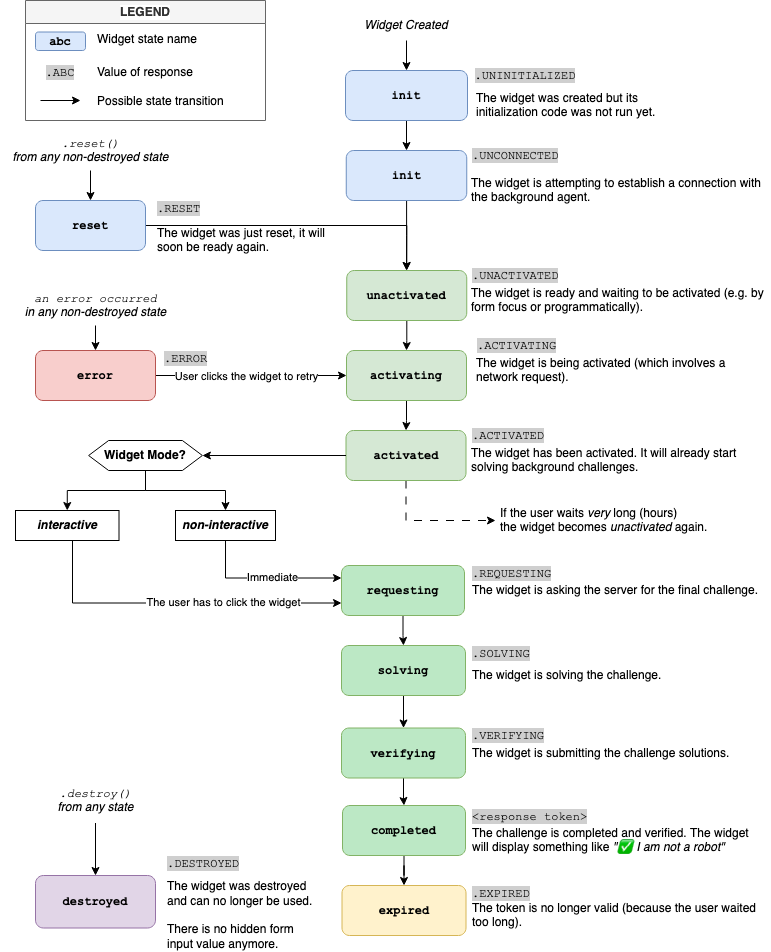 LEGEND
abc
Widget state name
.ABC
Value of response
Possible state transition
Widget Created
init
.UNINITIALIZED
The widget was created but its
initialization code was not run yet.
init
.UNCONNECTED
The widget is attempting to establish a connection with
the background agent.
.reset()
from any non-destroyed state
reset
.RESET
The widget was just reset, it will
soon be ready again.
unactivated
.UNACTIVATED
The widget is ready and waiting to be activated (e.g. by
form focus or programmatically).
an error occurred
in any non-destroyed state
error
.ERROR
User clicks the widget to retry
activating
.ACTIVATING
The widget is being activated (which involves a
network request).
activated
.ACTIVATED
The widget has been activated. It will already start
solving background challenges.
Widget Mode?
interactive
non-interactive
If the user waits very long (hours)
the widget becomes unactivated again.
Immediate
The user has to click the widget
requesting
.REQUESTING
The widget is asking the server for the final challenge.
solving
.SOLVING
The widget is solving the challenge.
verifying
.VERIFYING
The widget is submitting the challenge solutions.
completed
<response token>
The challenge is completed and verified. The widget
will display something like "✅ I am not a robot"
.destroy()
from any state
destroyed
.DESTROYED
The widget was destroyed
and can no longer be used.
There is no hidden form
input value anymore.
expired
.EXPIRED
The token is no longer valid (because the user waited
too long).